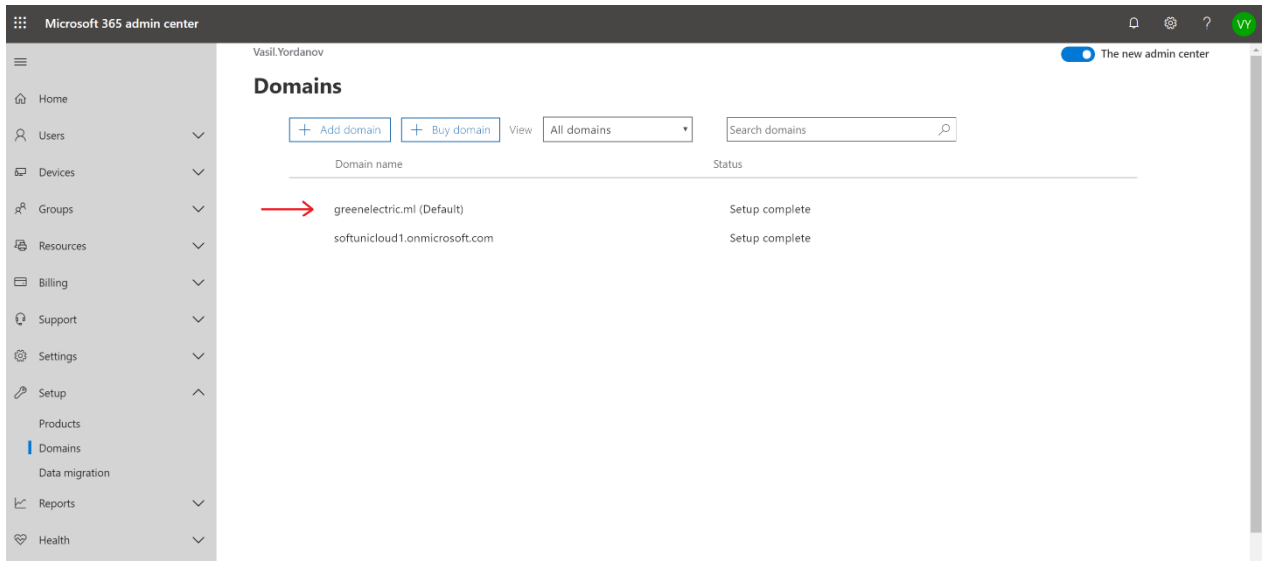 Microsoft 365 admin center
VY
Vasil.Yordanov
The new admin center
Domains
Home
Users
Devices
Groups
Resources
Billing
Support
Settings
Setup
Products
Domains
Data migration
Reports
Health
+ Add domain + Buy domain View All domains Search domains
Domain name Status
greenelectric.ml (Default) Setup complete
softunicloud1.onmicrosoft.com Setup complete